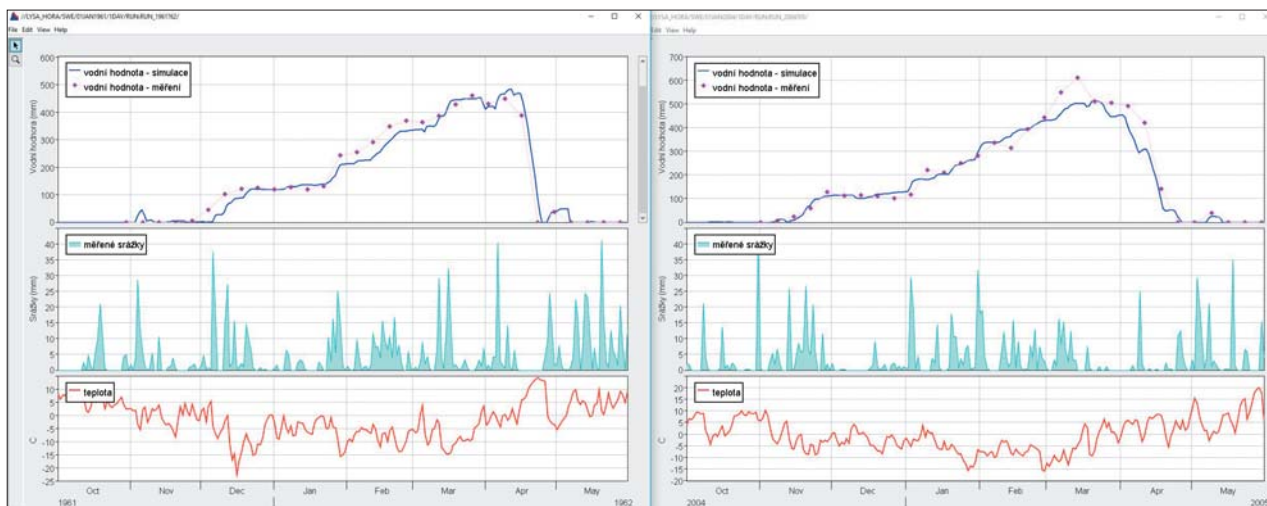 //LYSA_HORA/SWE/01JAN1961/1DAY/RUN/RUN_1961762/
File Edit View Help
600
500
400
300
200
100
0
Vodní hodnota (mm)
vodní hodnota - simulace
vodní hodnota - měření
40
35
30
25
20
15
10
5
0
Srážky (mm)
měřené srážky
10
5
0
-5
-10
-15
-20
-25
C
teplota
Oct Nov Dec Jan Feb Mar Apr May
1961 1962
Edit View Help
700
600
500
400
300
200
100
0
Vodní hodnota (mm)
vodní hodnota - simulace
vodní hodnota - měření
40
35
30
25
20
15
10
5
0
Srážky (mm)
měřené srážky
20
15
10
5
0
-5
-10
-15
-20
C
teplota
Oct Nov Dec Jan Feb Mar Apr May
2004 2005